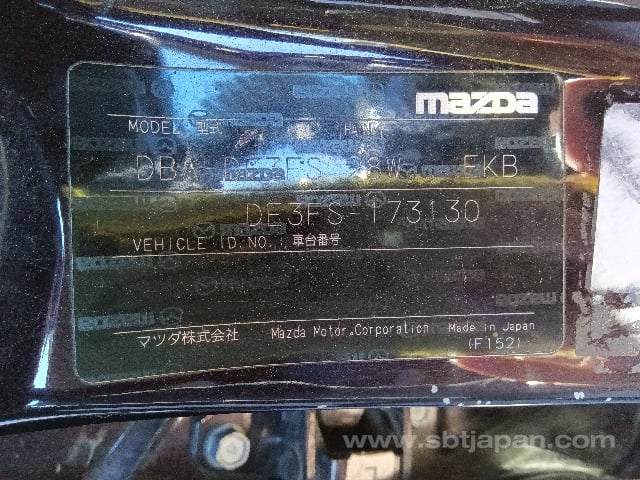 mazda
MODEL 型式
DBA-DE3FS FKB
DE3FS-173130
VEHICLE ID.NO. 車台番号
マツダ株式会社 Mazda Motor Corporation Made in Japan
(F152)
www.sbtjapan.com